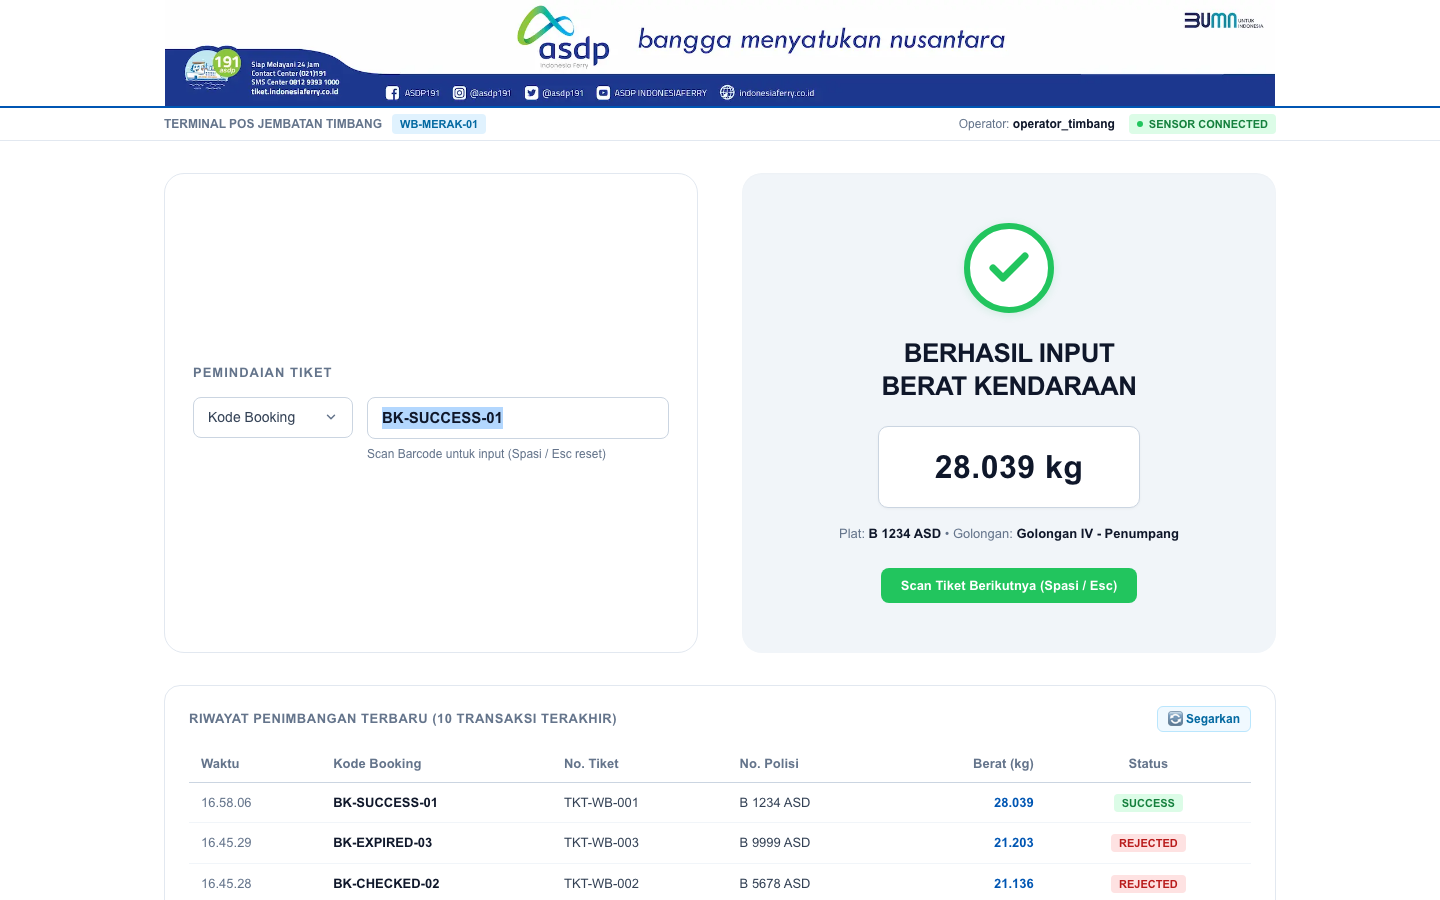 asdp
Indonesia Ferry
bangga menyatukan nusantara
BUMN UNTUK INDONESIA
191
asdp
Siap Melayani 24 Jam
Contact Center (021)191
SMS Center 0812 9393 1000
tiket.indonesiaferry.co.id
ASDP191 @asdp191 @asdp191 ASDP INDONESIAFERRY indonesiaferry.co.id
TERMINAL POS JEMBATAN TIMBANG WB-MERAK-01 Operator: operator_timbang SENSOR CONNECTED
PEMINDAIAN TIKET
Kode Booking BK-SUCCESS-01
Scan Barcode untuk input (Spasi / Esc reset)
BERHASIL INPUT
BERAT KENDARAAN
28.039 kg
Plat: B 1234 ASD • Golongan: Golongan IV - Penumpang
Scan Tiket Berikutnya (Spasi / Esc)
RIWAYAT PENIMBANGAN TERBARU (10 TRANSAKSI TERAKHIR) Segarkan
Waktu Kode Booking No. Tiket No. Polisi Berat (kg) Status
16.58.06 BK-SUCCESS-01 TKT-WB-001 B 1234 ASD 28.039 SUCCESS
16.45.29 BK-EXPIRED-03 TKT-WB-003 B 9999 ASD 21.203 REJECTED
16.45.28 BK-CHECKED-02 TKT-WB-002 B 5678 ASD 21.136 REJECTED